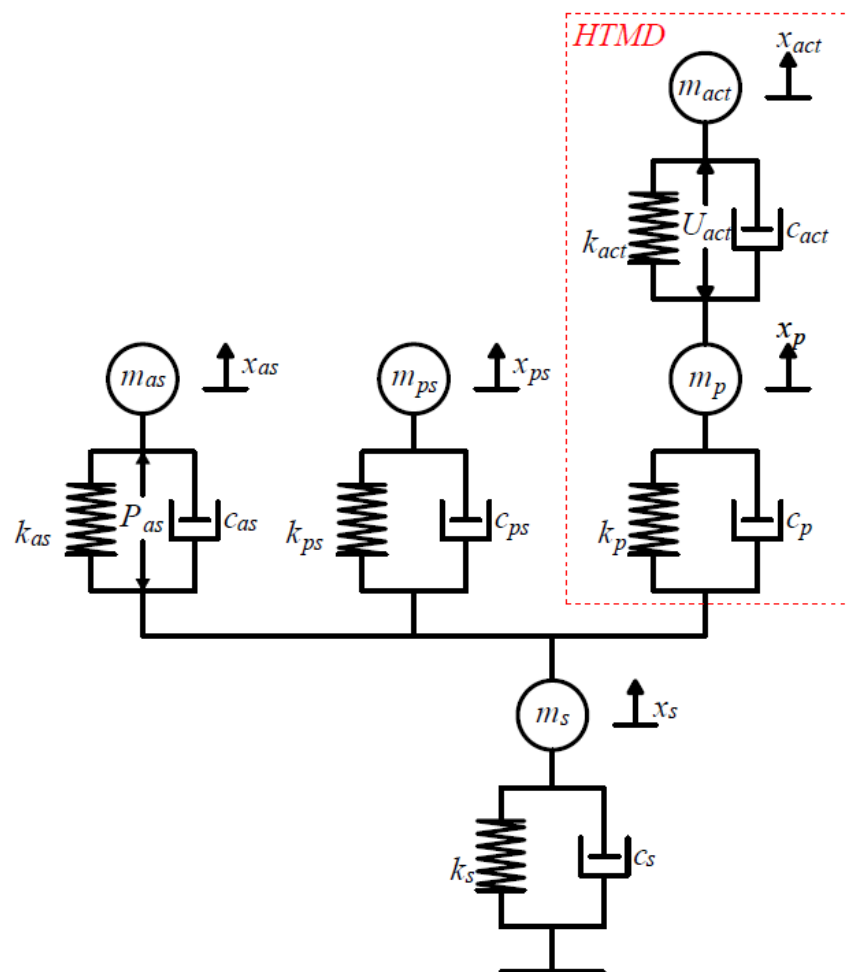 HTMD
x_act
m_act
k_act
U_act
c_act
x_p
m_p
x_as
m_as
x_ps
m_ps
k_as
P_as
c_as
k_ps
c_ps
k_p
c_p
m_s
x_s
k_s
c_s